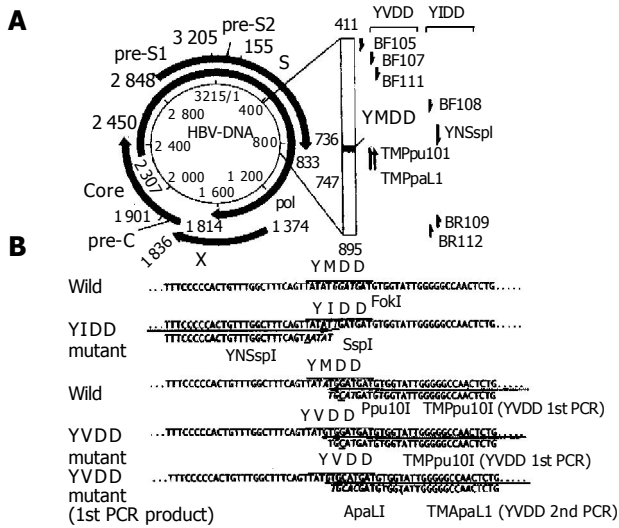 A
YVDD YIDD
411
3 205 pre-S2
155
pre-S1
S
2 848
BF105
BF107
BF111
3215/1
2 800
400
BF108
HBV-DNA
YMDD
YNSspI
2 450
2 400
800
736
TMPpu101
833
747
TMPpaL1
2 307
2 000
1 200
1 600
pol
Core
1 901
1 814
1 374
BR109
pre-C
BR112
1 836
X
895
B
Y M D D
Wild ...TTTCCCCCACTGTTTGGCTTTCAGTTATATGGATGATGTGGTATTGGGGGCCAACTCTG.....
FokI
Y I D D
YIDD mutant ...TTTCCCCCACTGTTTGGCTTTCAGTTATATTGATGATGTGGTATTGGGGGCCAACTCTG.....
TTTCCCCCACTGTTTGGCTTTCAGTAATAT
YNSspI SspI
Y M D D
Wild ...TTTCCCCCACTGTTTGGCTTTCAGTTATATGGATGATGTGGTATTGGGGGCCAACTCTG
TGCATGATGTGGTATTGGGGGCCAACTCTG
Ppu10I TMPpu10I (YVDD 1st PCR)
Y V D D
YVDD mutant ...TTTCCCCCACTGTTTGGCTTTCAGTTATGTGGATGATGTGGTATTGGGGGCCAACTCTG
TMPpu10I (YVDD 1st PCR)
Y V D D
YVDD mutant (1st PCR product)
ApaLI TMApaL1 (YVDD 2nd PCR)